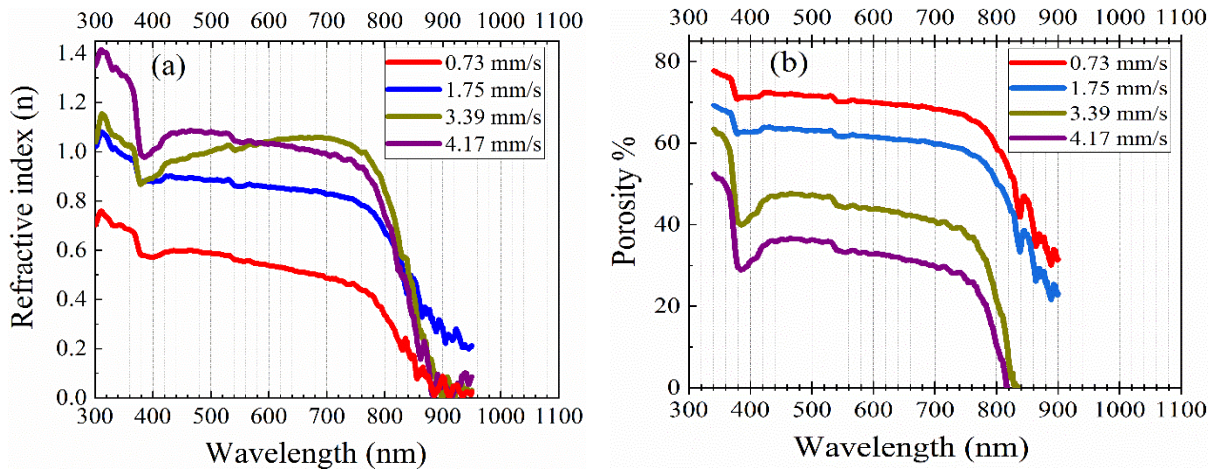 300 400 500 600 700 800 900 1000 1100
1.4
1.2
1.0
0.8
0.6
0.4
0.2
0.0
Refractive index (n)
(a)
0.73 mm/s
1.75 mm/s
3.39 mm/s
4.17 mm/s
300 400 500 600 700 800 900 1000 1100
Wavelength (nm)
300 400 500 600 700 800 900 1000 1100
80
60
40
20
0
Porosity %
(b)
0.73 mm/s
1.75 mm/s
3.39 mm/s
4.17 mm/s
300 400 500 600 700 800 900 1000 1100
Wavelength (nm)